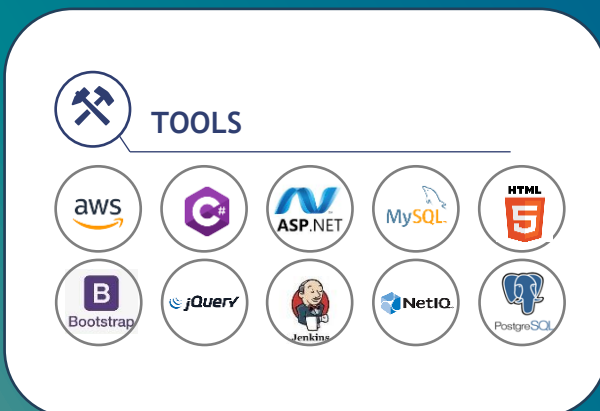 TOOLS
aws
C#
ASP.NET
MySQL
HTML
5
B
Bootstrap
jQuery
Jenkins
NetIQ
PostgreSQL